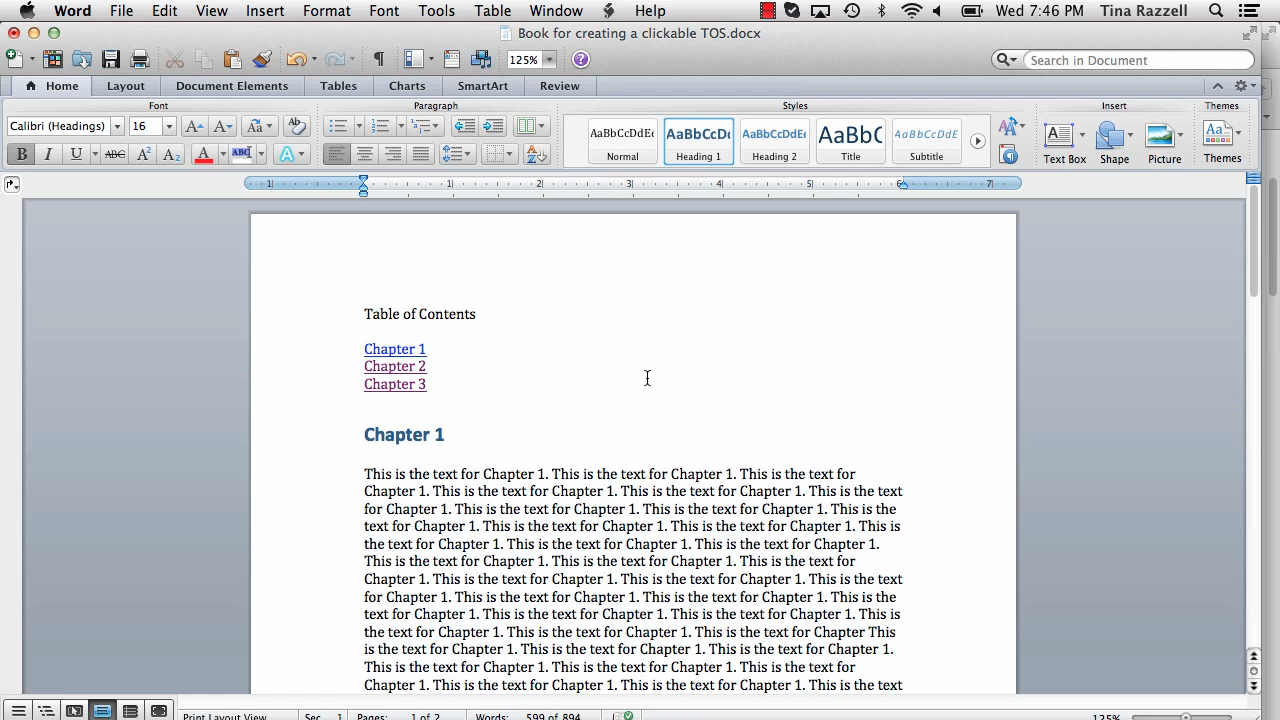 Word File Edit View Insert Format Font Tools Table Window Help Wed 7:46 PM Tina Razzell
Book for creating a clickable TOS.docx
125% Search in Document
Home Layout Document Elements Tables Charts SmartArt Review
Font Paragraph Styles Insert Themes
Calibri (Headings) 16 Aa
AaBbCcDdEe AaBbCcDd AaBbCcDdEe AaBbC AaBbCcDdE
Normal Heading 1 Heading 2 Title Subtitle
Text Box Shape Picture Themes
B I U ABC A² A₂ A ABC A
1 1 2 3 4 5 6 7
Table of Contents
Chapter 1
Chapter 2
Chapter 3
Chapter 1
This is the text for Chapter 1. This is the text for Chapter 1. This is the text for
Chapter 1. This is the text for Chapter 1. This is the text for Chapter 1. This is the text
for Chapter 1. This is the text for Chapter 1. This is the text for Chapter 1. This is the
text for Chapter 1. This is the text for Chapter 1. This is the text for Chapter 1. This is
the text for Chapter 1. This is the text for Chapter 1. This is the text for Chapter 1.
This is the text for Chapter 1. This is the text for Chapter 1. This is the text for
Chapter 1. This is the text for Chapter 1. This is the text for Chapter 1. This is the text
for Chapter 1. This is the text for Chapter 1. This is the text for Chapter 1. This is the
text for Chapter 1. This is the text for Chapter 1. This is the text for Chapter 1. This is
the text for Chapter 1. This is the text for Chapter 1. This is the text for Chapter This
is the text for Chapter 1. This is the text for Chapter 1. This is the text for Chapter 1.
This is the text for Chapter 1. This is the text for Chapter 1. This is the text for
Chapter 1. This is the text for Chapter 1. This is the text for Chapter 1. This is the text
Print Layout View Sec 1 Pages: 1 of 2 Words: 599 of 894 125%